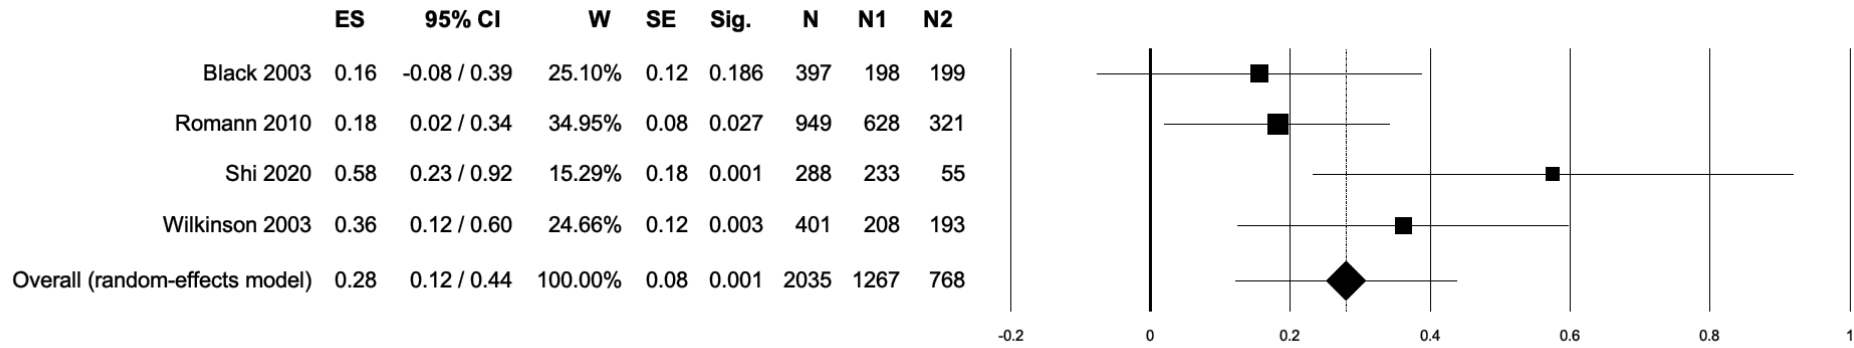 ES 95% CI W SE Sig. N N1 N2
Black 2003 0.16 -0.08 / 0.39 25.10% 0.12 0.186 397 198 199
Romann 2010 0.18 0.02 / 0.34 34.95% 0.08 0.027 949 628 321
Shi 2020 0.58 0.23 / 0.92 15.29% 0.18 0.001 288 233 55
Wilkinson 2003 0.36 0.12 / 0.60 24.66% 0.12 0.003 401 208 193
Overall (random-effects model) 0.28 0.12 / 0.44 100.00% 0.08 0.001 2035 1267 768
-0.2 0 0.2 0.4 0.6 0.8 1